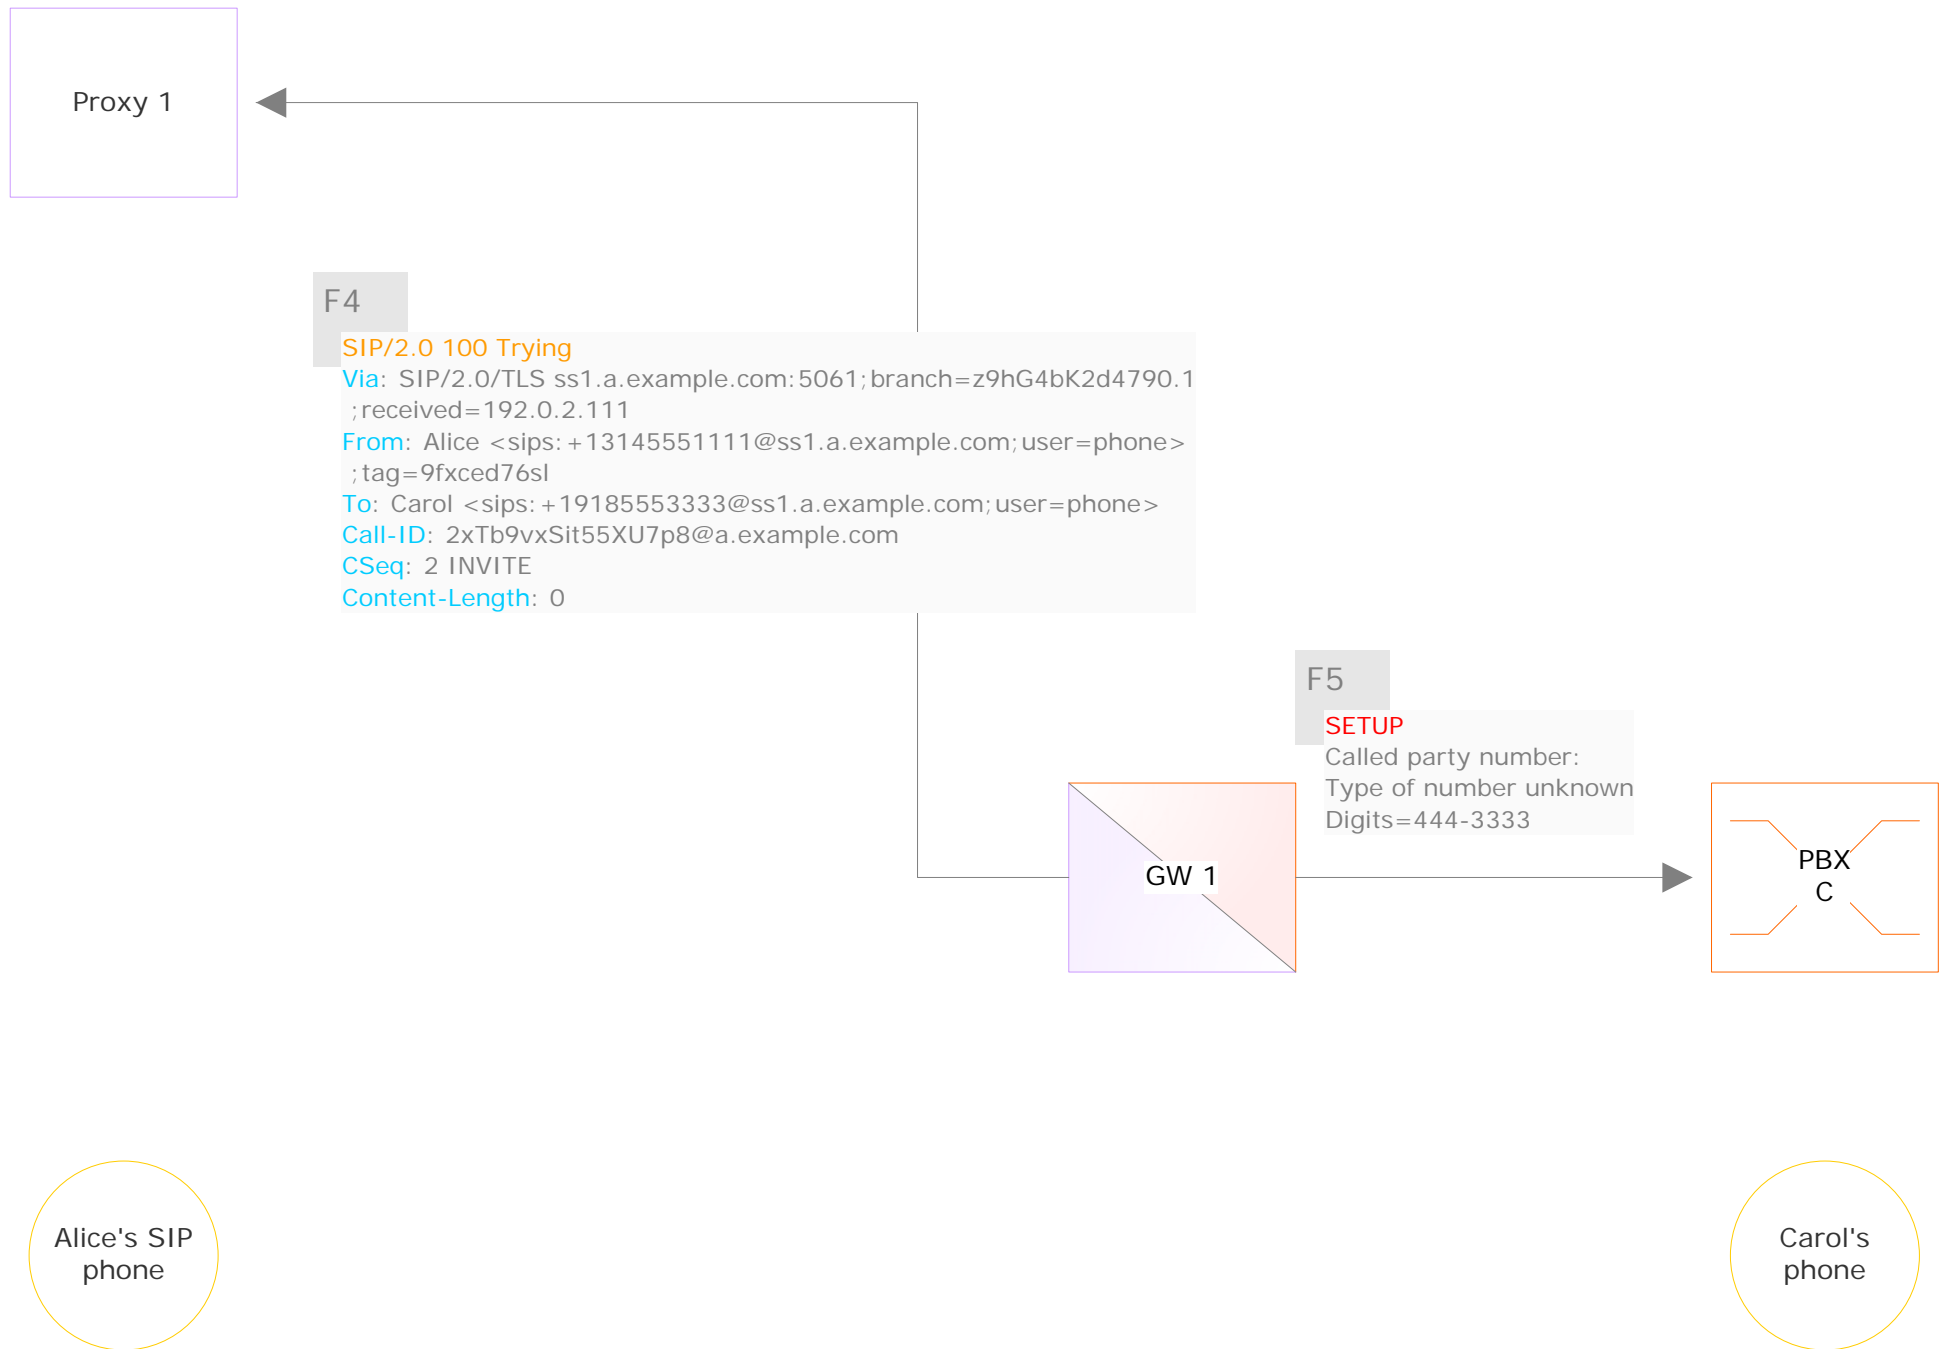 Proxy 1
F4
SIP/2.0 100 Trying
Via: SIP/2.0/TLS ss1.a.example.com:5061;branch=z9hG4bK2d4790.1
;received=192.0.2.111
From: Alice <sips:+13145551111@ss1.a.example.com;user=phone>
;tag=9fxced76sl
To: Carol <sips:+19185553333@ss1.a.example.com;user=phone>
Call-ID: 2xTb9vxSit55XU7p8@a.example.com
CSeq: 2 INVITE
Content-Length: 0
F5
SETUP
Called party number:
Type of number unknown
Digits=444-3333
GW 1
PBX
C
Alice's SIP
phone
Carol's
phone